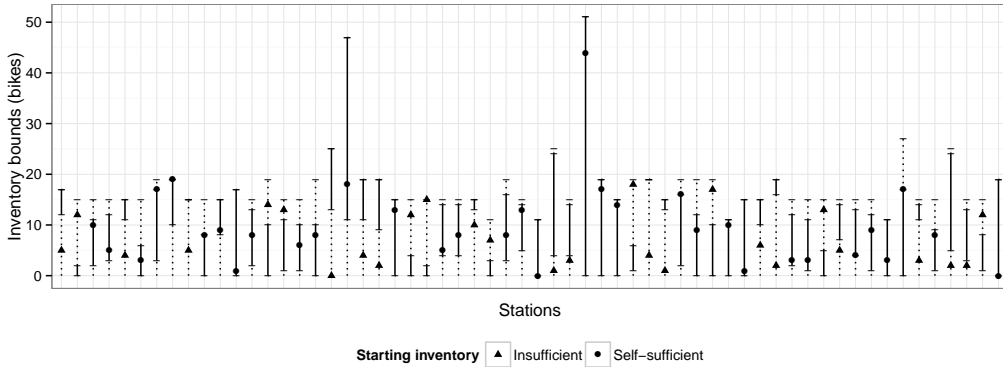 50
40
30
20
10
0
Inventory bounds (bikes)
Stations
Starting inventory Insufficient Self−sufficient